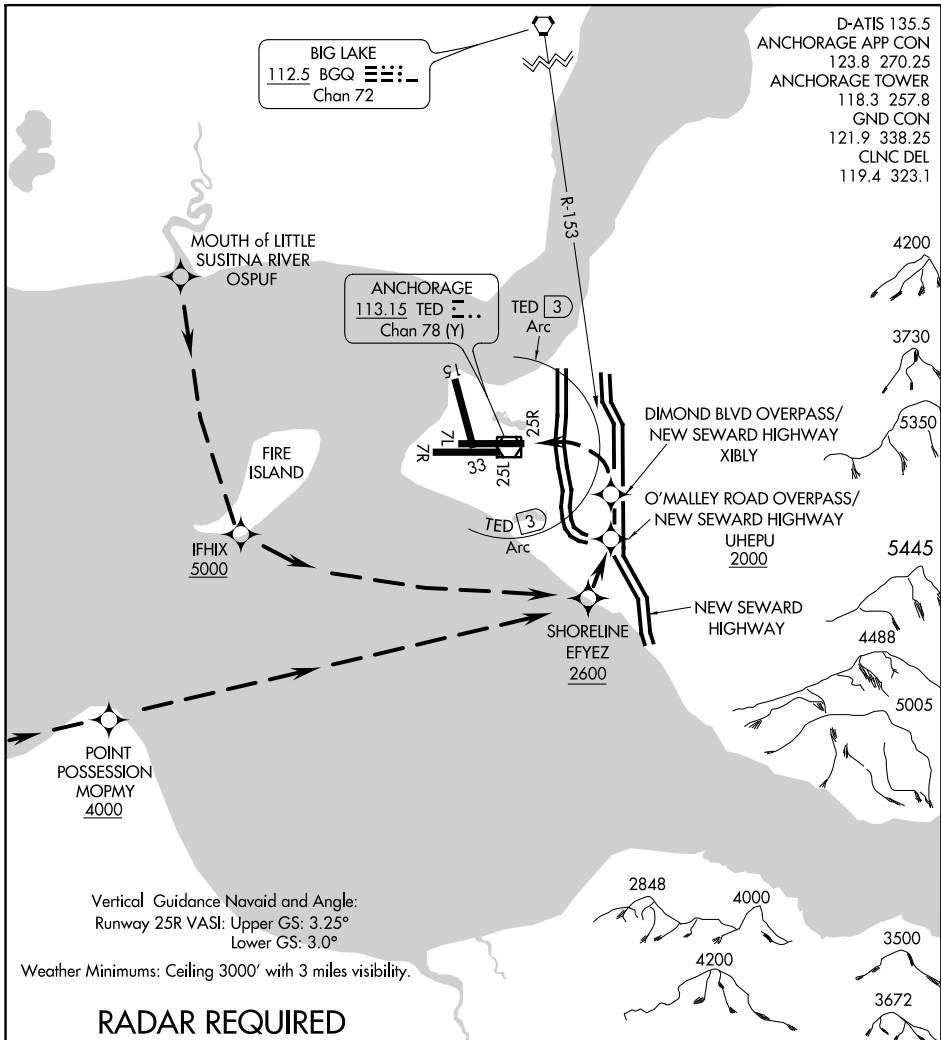 D-ATIS 135.5
ANCHORAGE APP CON
123.8 270.25
ANCHORAGE TOWER
118.3 257.8
GND CON
121.9 338.25
CLNC DEL
119.4 323.1
BIG LAKE
112.5 BGQ
Chan 72
R-153
MOUTH of LITTLE
SUSITNA RIVER
OSPUF
ANCHORAGE
113.15 TED
Chan 78 (Y)
TED 3
Arc
4200
3730
5350
15
7L
25R
7R
33
25L
DIMOND BLVD OVERPASS/
NEW SEWARD HIGHWAY
XIBLY
FIRE
ISLAND
TED 3
Arc
O'MALLEY ROAD OVERPASS/
NEW SEWARD HIGHWAY
UHEPU
2000
IFHIX
5000
5445
NEW SEWARD
HIGHWAY
SHORELINE
EFYEZ
2600
4488
5005
POINT
POSSESSION
MOPMY
4000
Vertical Guidance Navaid and Angle:
Runway 25R VASI: Upper GS: 3.25°
Lower GS: 3.0°
Weather Minimums: Ceiling 3000' with 3 miles visibility.
RADAR REQUIRED
2848
4000
4200
3500
3672